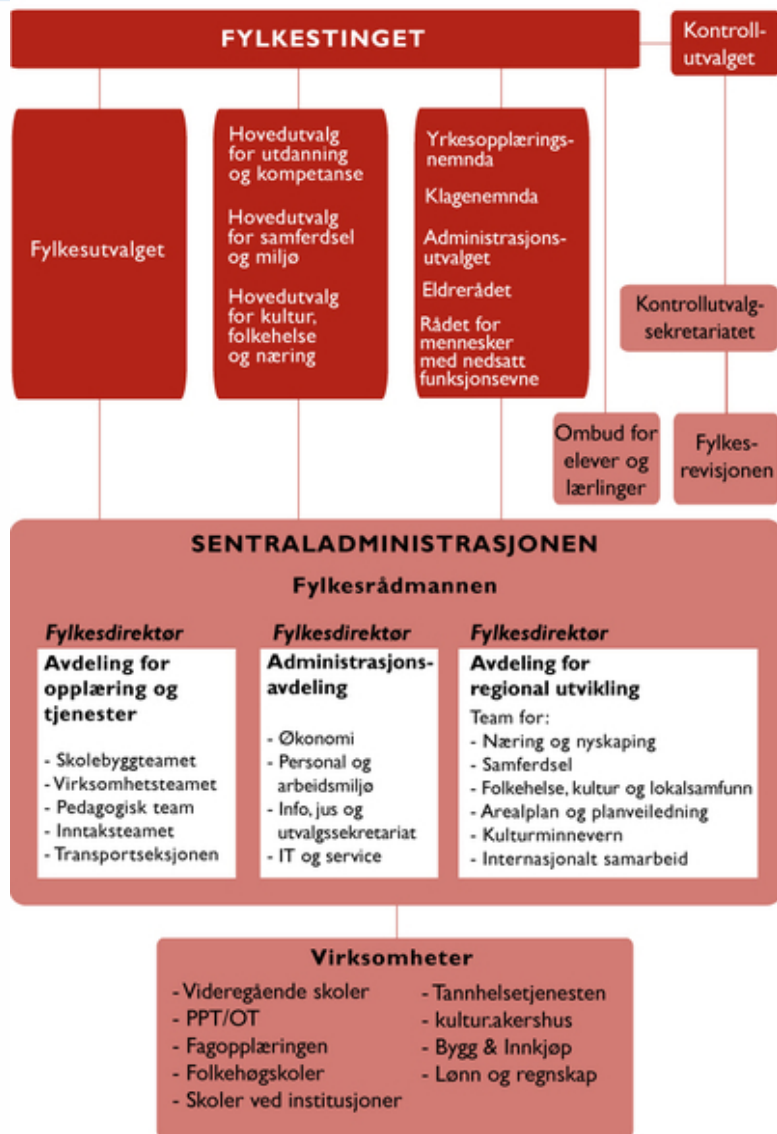 FYLKESTINGET
Kontroll-
utvalget
Fylkesutvalget
Hovedutvalg
for utdanning
og kompetanse
Hovedutvalg
for samferdsel
og miljø
Hovedutvalg
for kultur,
folkehelse
og næring
Yrkesopplærings-
nemnda
Klagenemnda
Administrasjons-
utvalget
Eldrerådet
Rådet for
mennesker
med nedsatt
funksjonsevne
Kontrollutvalg-
sekretariatet
Ombud for
elever og
lærlinger
Fylkes-
revisjonen
SENTRALADMINISTRASJONEN
Fylkesrådmannen
Fylkesdirektør
Avdeling for
opplæring og
tjenester
- Skolebyggteamet
- Virksomhetsteamet
- Pedagogisk team
- Inntaksteamet
- Transportseksjonen
Fylkesdirektør
Administrasjons-
avdeling
- Økonomi
- Personal og
arbeidsmiljø
- Info, jus og
utvalgssekretariat
- IT og service
Fylkesdirektør
Avdeling for
regional utvikling
Team for:
- Næring og nyskaping
- Samferdsel
- Folkehelse, kultur og lokalsamfunn
- Arealplan og planveiledning
- Kulturminnevern
- Internasjonalt samarbeid
Virksomheter
- Videregående skoler
- PPT/OT
- Fagopplæringen
- Folkehøgskoler
- Skoler ved institusjoner
- Tannhelsetjenesten
- kultur.akershus
- Bygg & Innkjøp
- Lønn og regnskap